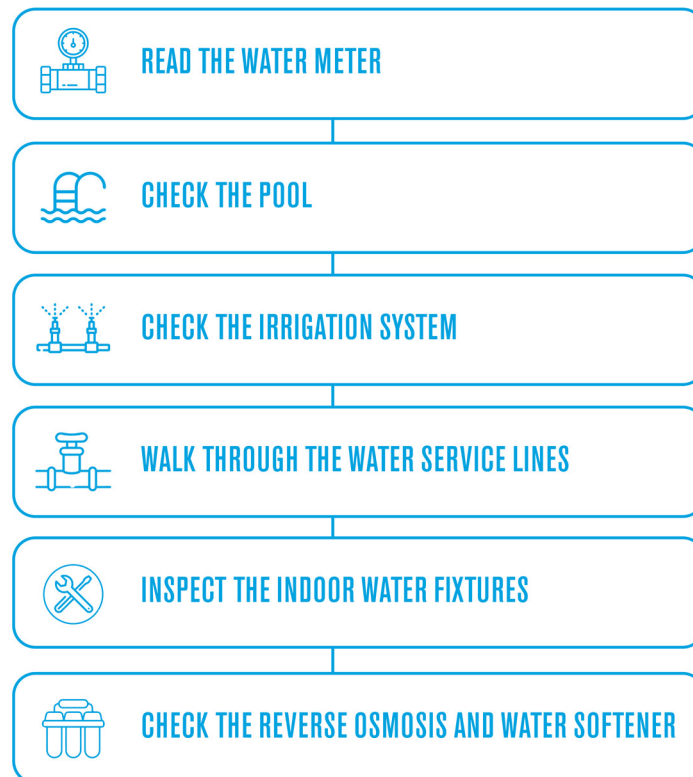 READ THE WATER METER
CHECK THE POOL
CHECK THE IRRIGATION SYSTEM
WALK THROUGH THE WATER SERVICE LINES
INSPECT THE INDOOR WATER FIXTURES
CHECK THE REVERSE OSMOSIS AND WATER SOFTENER